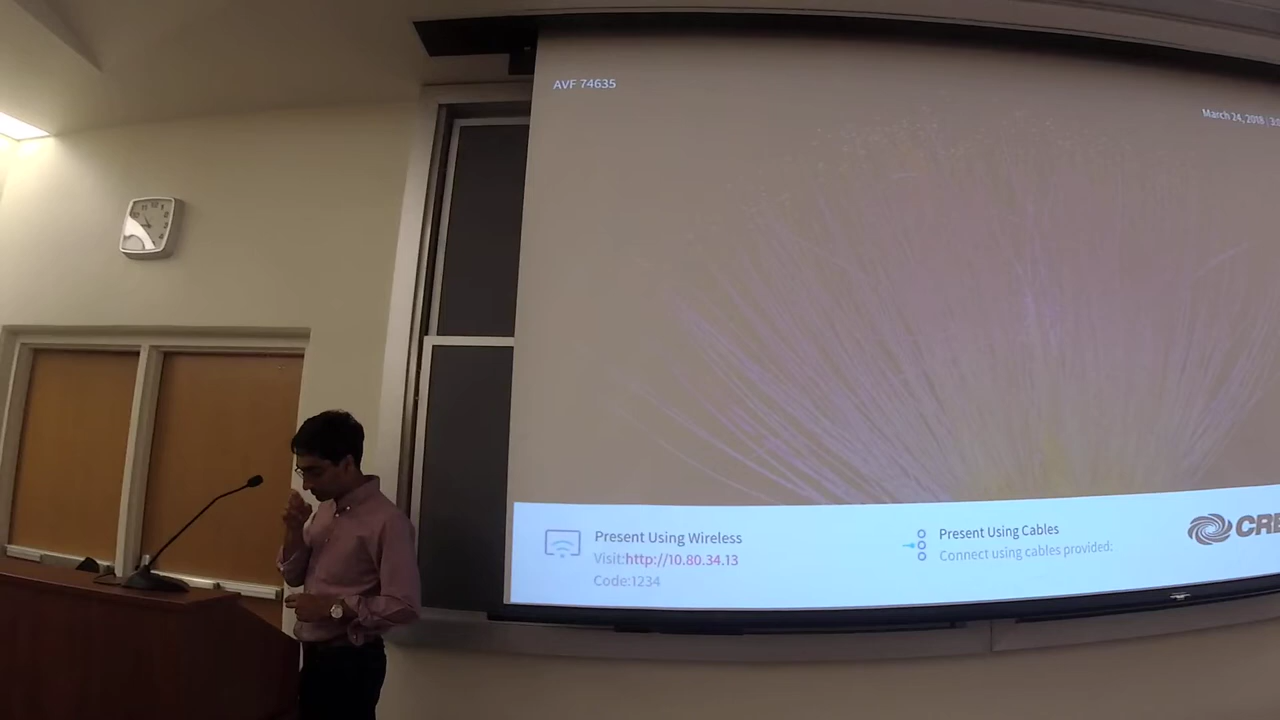 AVF 74635
March 24, 2018
Present Using Wireless
Visit:http://10.80.34.13
Code:1234
Present Using Cables
Connect using cables provided:
CRE